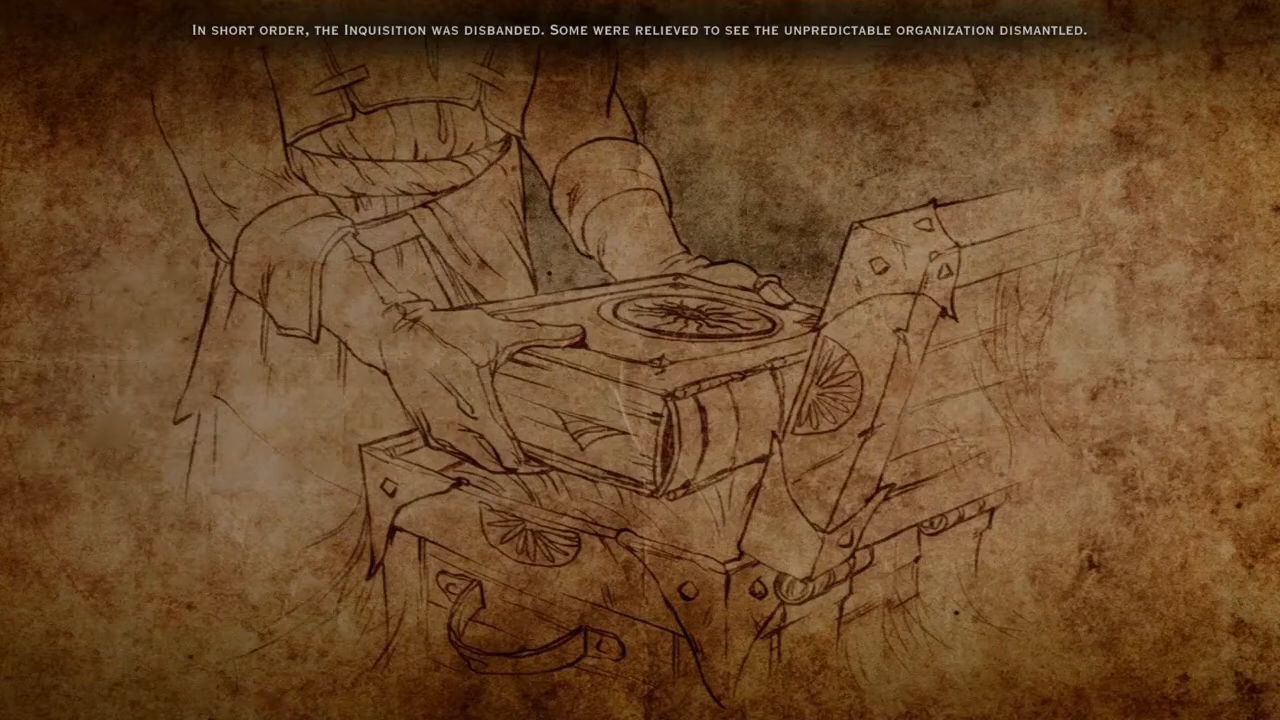 In short order, the Inquisition was disbanded. Some were relieved to see the unpredictable organization dismantled.